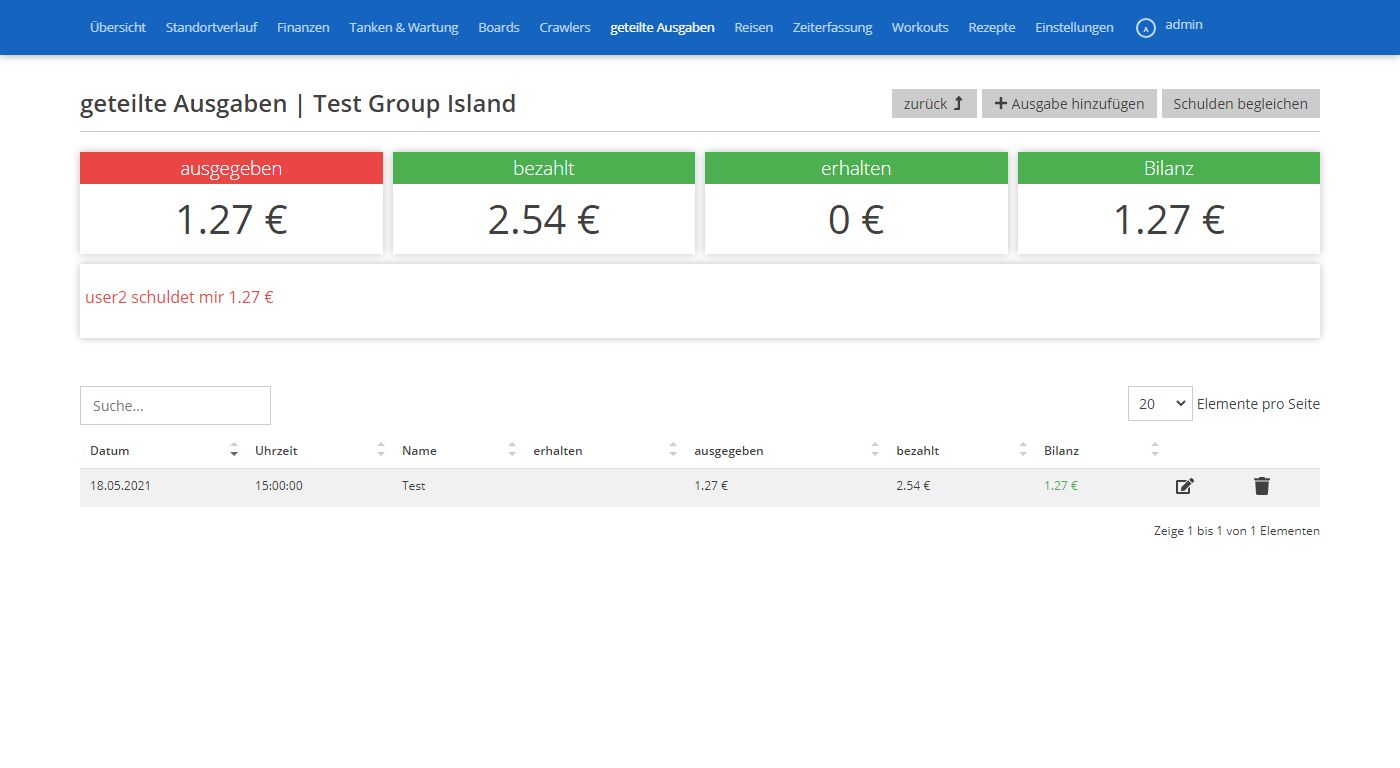 Übersicht Standortverlauf Finanzen Tanken & Wartung Boards Crawlers geteilte Ausgaben Reisen Zeiterfassung Workouts Rezepte Einstellungen A admin
geteilte Ausgaben | Test Group Island zurück Ausgabe hinzufügen Schulden begleichen
ausgegeben bezahlt erhalten Bilanz
1.27 € 2.54 € 0 € 1.27 €
user2 schuldet mir 1.27 €
Suche... 20 Elemente pro Seite
Datum Uhrzeit Name erhalten ausgegeben bezahlt Bilanz
18.05.2021 15:00:00 Test 1.27 € 2.54 € 1.27 €
Zeige 1 bis 1 von 1 Elementen